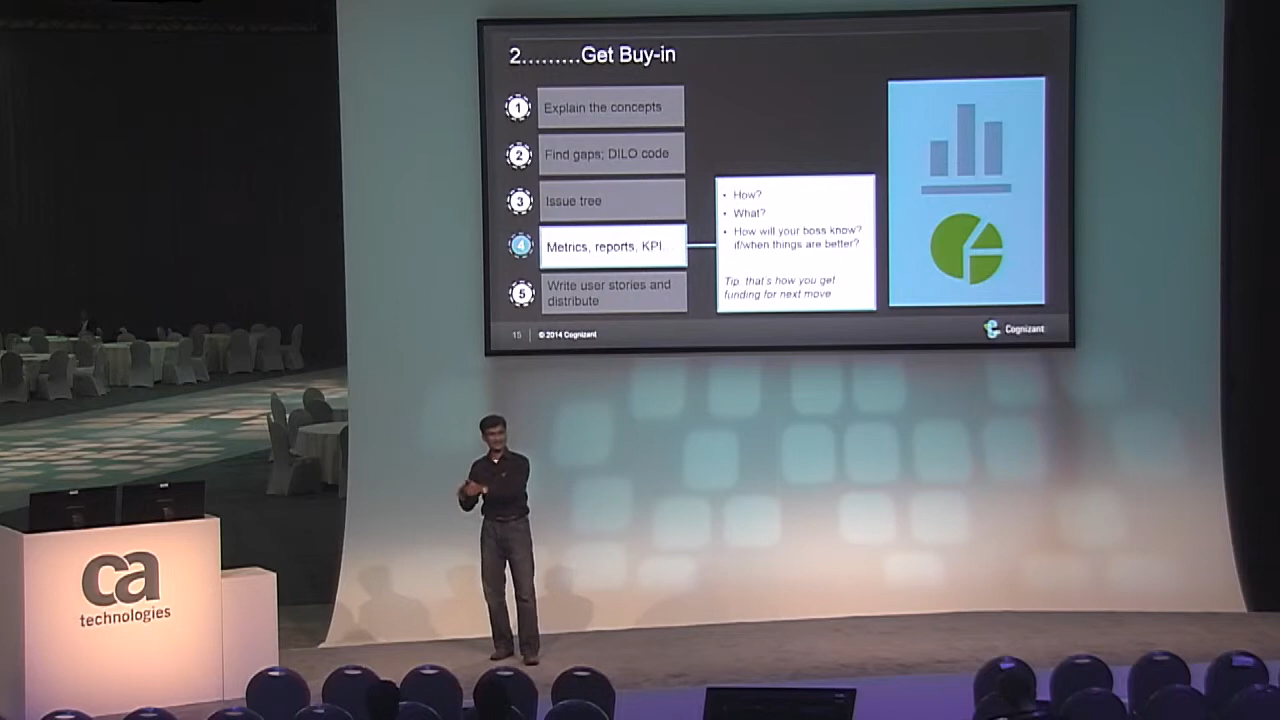 2.........Get Buy-in
1
Explain the concepts
2
Find gaps; DILO code
3
Issue tree
4
Metrics, reports, KPI...
5
Write user stories and
distribute
• How?
• What?
• How will your boss know?
if/when things are better?
Tip: that's how you get
funding for next move
15
© 2014 Cognizant
Cognizant
ca
technologies